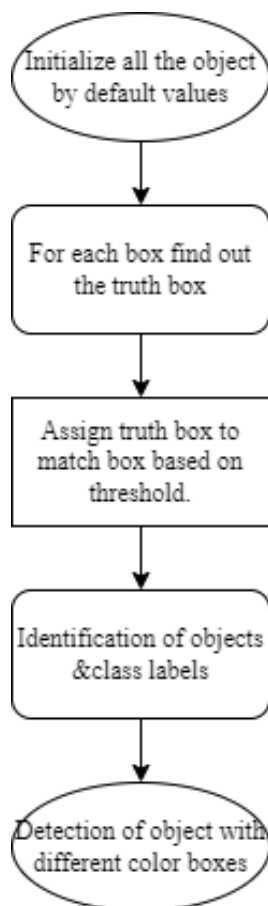 Initialize all the object
by default values
For each box find out
the truth box
Assign truth box to
match box based on
threshold.
Identification of objects
&class labels
Detection of object with
different color boxes